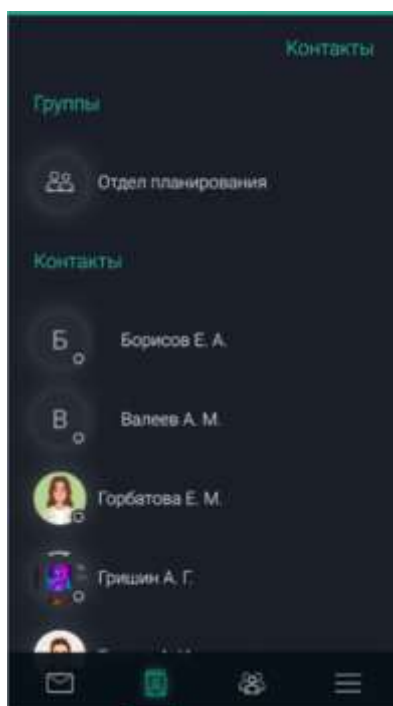 Контакты
Группы
Отдел планирования
Контакты
Б
Борисов Е. А.
В
Валеев А. М.
Горбатова Е. М.
Гришин А. Г.